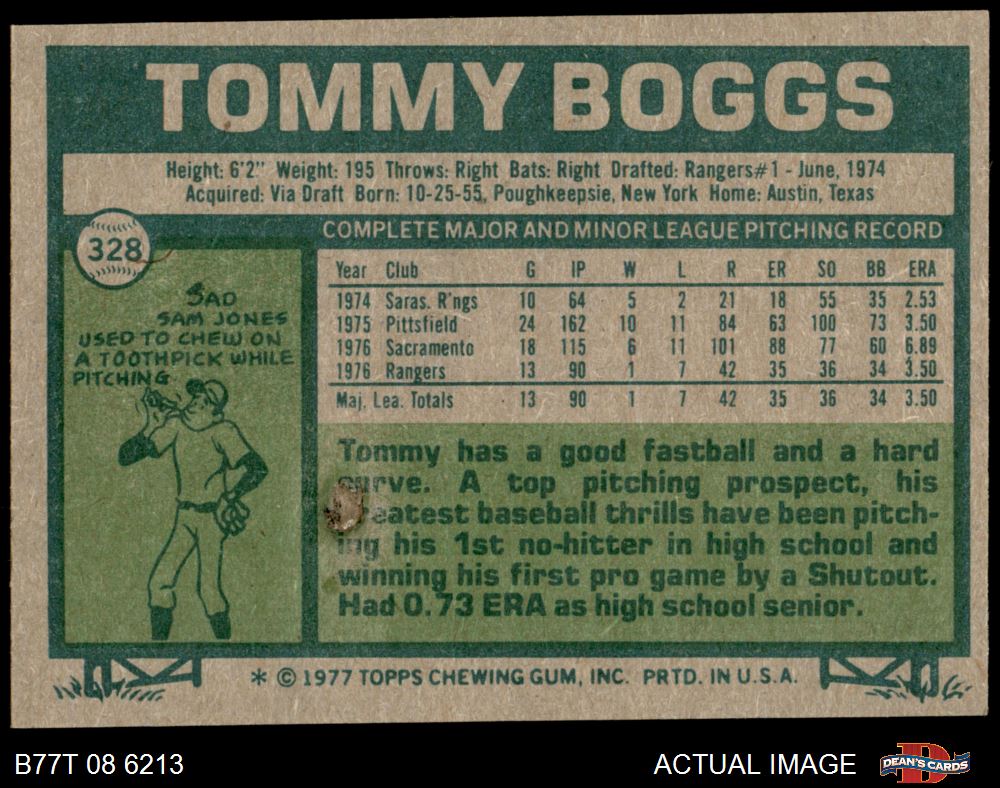 TOMMY BOGGS
Height: 6'2" Weight: 195 Throws: Right Bats: Right Drafted: Rangers#1 - June, 1974
Acquired: Via Draft Born: 10-25-55, Poughkeepsie, New York Home: Austin, Texas
328
SAD
SAM JONES
USED TO CHEW ON
A TOOTHPICK WHILE
PITCHING
COMPLETE MAJOR AND MINOR LEAGUE PITCHING RECORD
Year Club G IP W L R ER SO BB ERA
1974 Saras. R'ngs 10 64 5 2 21 18 55 35 2.53
1975 Pittsfield 24 162 10 11 84 63 100 73 3.50
1976 Sacramento 18 115 6 11 101 88 77 60 6.89
1976 Rangers 13 90 1 7 42 35 36 34 3.50
Maj. Lea. Totals 13 90 1 7 42 35 36 34 3.50
Tommy has a good fastball and a hard
curve. A top pitching prospect, his
greatest baseball thrills have been pitch-
ing his 1st no-hitter in high school and
winning his first pro game by a Shutout.
Had 0.73 ERA as high school senior.
* © 1977 TOPPS CHEWING GUM, INC. PRTD. IN U.S.A.
B77T 08 6213
ACTUAL IMAGE
DEAN'S CARDS